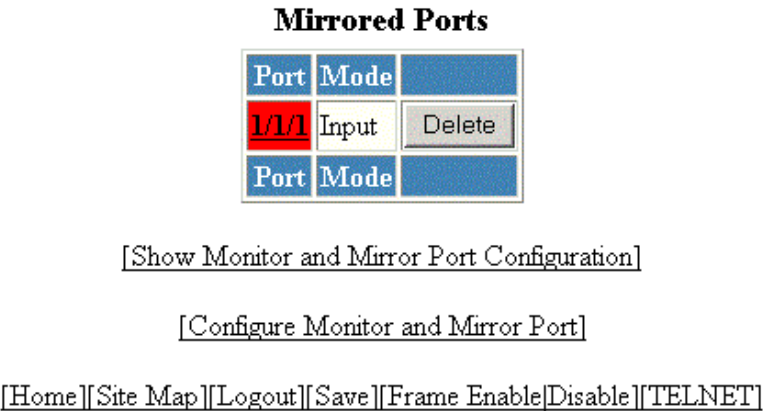 Mirrored Ports
Port Mode
1/1/1 Input Delete
Port Mode
[Show Monitor and Mirror Port Configuration]
[Configure Monitor and Mirror Port]
[Home][Site Map][Logout][Save][Frame Enable|Disable][TELNET]